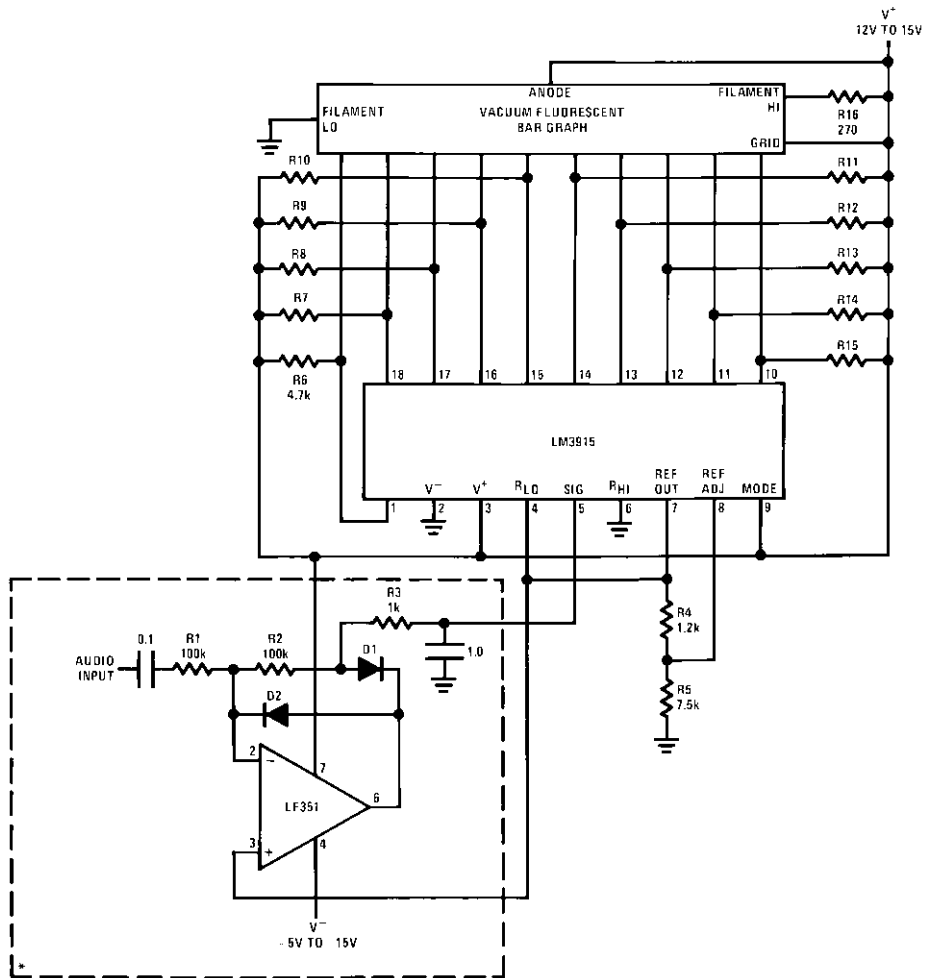 V+
12V TO 15V
ANODE
VACUUM FLUORESCENT
BAR GRAPH
FILAMENT
LO
FILAMENT
HI
GRID
R16
270
R10
R9
R8
R7
R6
4.7k
R11
R12
R13
R14
R15
18 17 16 15 14 13 12 11 10
LM3915
V− V+ RLO SIG RHI REF OUT REF ADJ MODE
1 2 3 4 5 6 7 8 9
R3
1k
R4
1.2k
R5
7.5k
0.1
R1
100k
R2
100k
D1
1.0
AUDIO
INPUT
D2
2
−
7
LF351
6
3
+
4
V−
-5V TO 15V
*